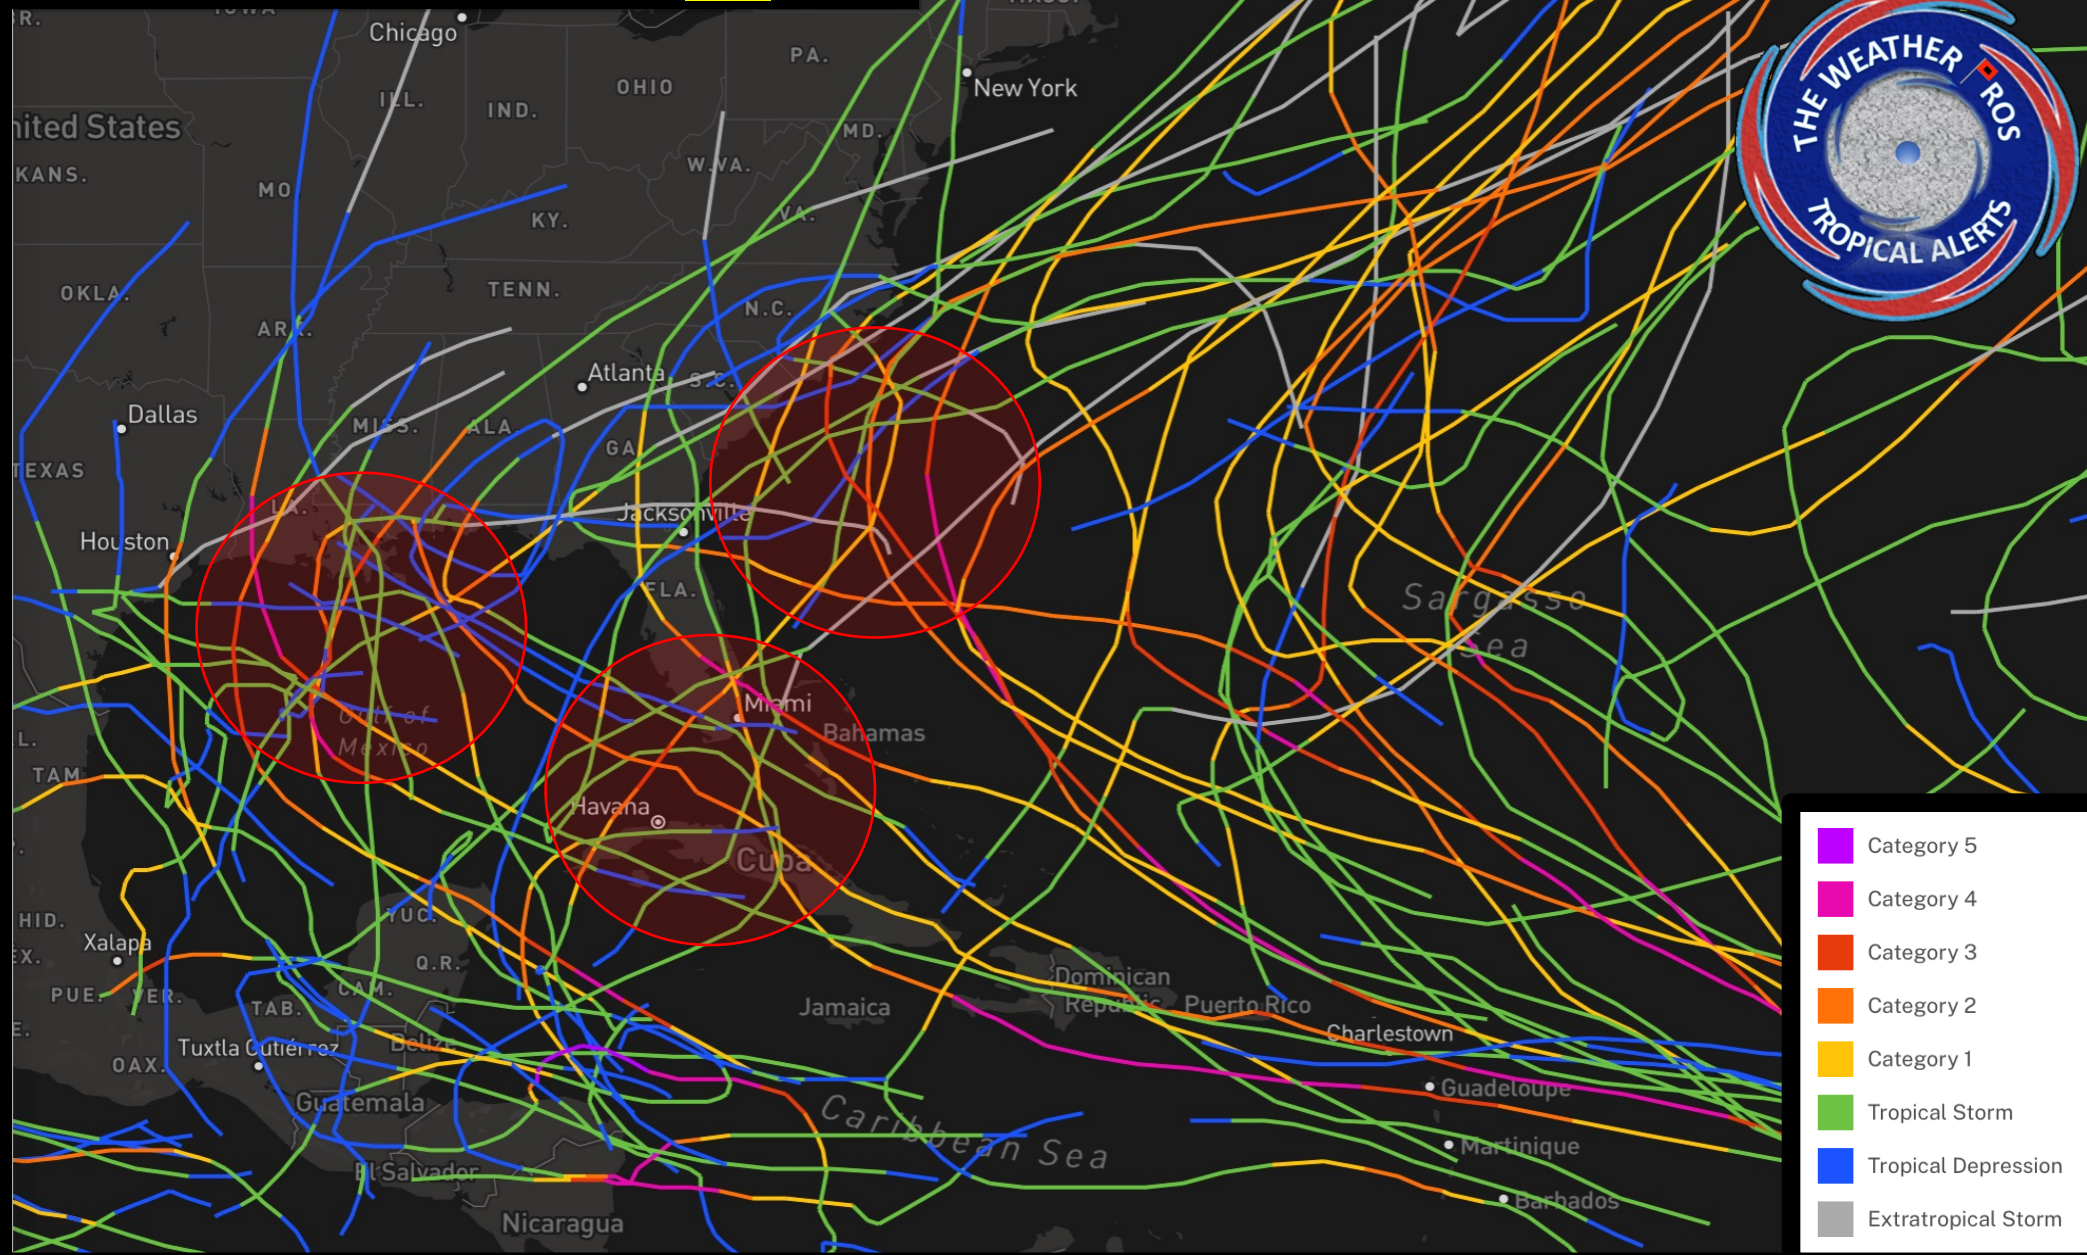 Chicago
ILL.
IND.
OHIO
PA.
New York
MD.
W.VA.
nited States
KANS.
MO
KY.
VA.
OKLA.
ARK.
TENN.
N.C.
Dallas
Atlanta
S.C.
MISS.
ALA.
GA
TEXAS
LA.
Houston
Jacksonville
FLA.
Sargasso
Sea
Gulf of
Mexico
Miami
Bahamas
TAM
Havana
Cuba
HID.
YUC.
Xalapa
Q.R.
PUE.
VER.
CAM.
TAB.
Dominican
Republic
Puerto Rico
Jamaica
Charlestown
Tuxtla Gutiérrez
Belize
OAX.
Guatemala
Guadeloupe
Caribbean Sea
Martinique
El Salvador
Barbados
Nicaragua
THE WEATHER PROS
TROPICAL ALERTS
Category 5
Category 4
Category 3
Category 2
Category 1
Tropical Storm
Tropical Depression
Extratropical Storm